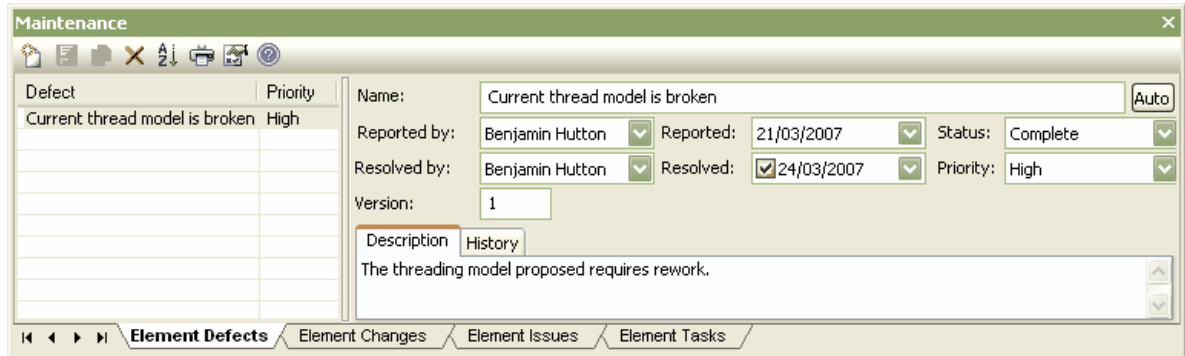 Maintenance
Defect Priority
Current thread model is broken High
Name: Current thread model is broken Auto
Reported by: Benjamin Hutton Reported: 21/03/2007 Status: Complete
Resolved by: Benjamin Hutton Resolved: 24/03/2007 Priority: High
Version: 1
Description History
The threading model proposed requires rework.
Element Defects Element Changes Element Issues Element Tasks